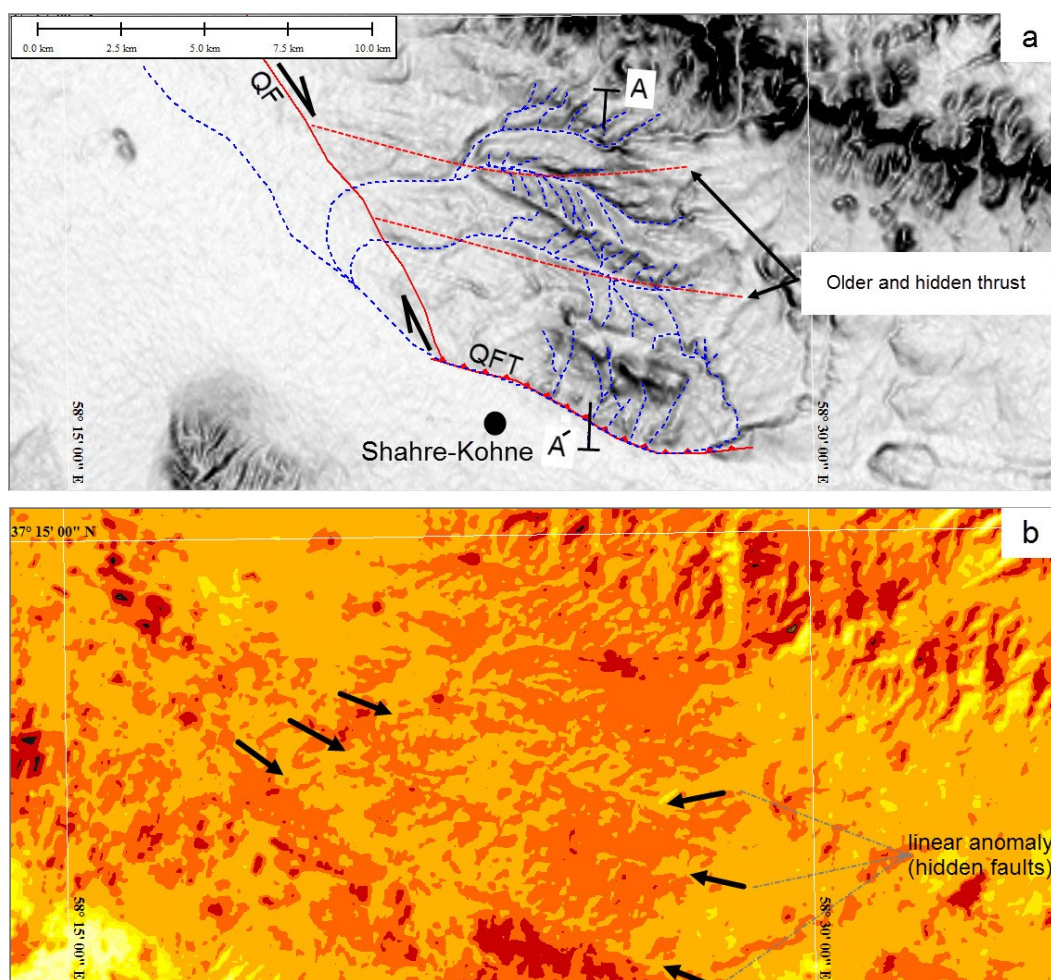 a
0.0 km 2.5 km 5.0 km 7.5 km 10.0 km
QF
A
Older and hidden thrust
QFT
Shahre-Kohne
A´
58° 15' 00" E
58° 30' 00" E
b
37° 15' 00" N
linear anomaly
(hidden faults)
58° 15' 00" E
58° 30' 00" E